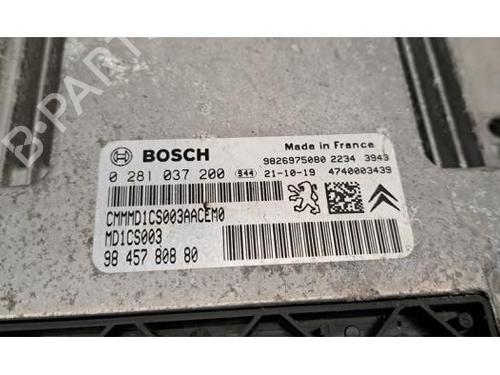 B-PARTS
BOSCH
Made in France
9826975080 2234 3943
0 281 037 200 944 21-10-19 4740003439
CMMMD1CS003AACEM0
MD1CS003
98 457 808 80